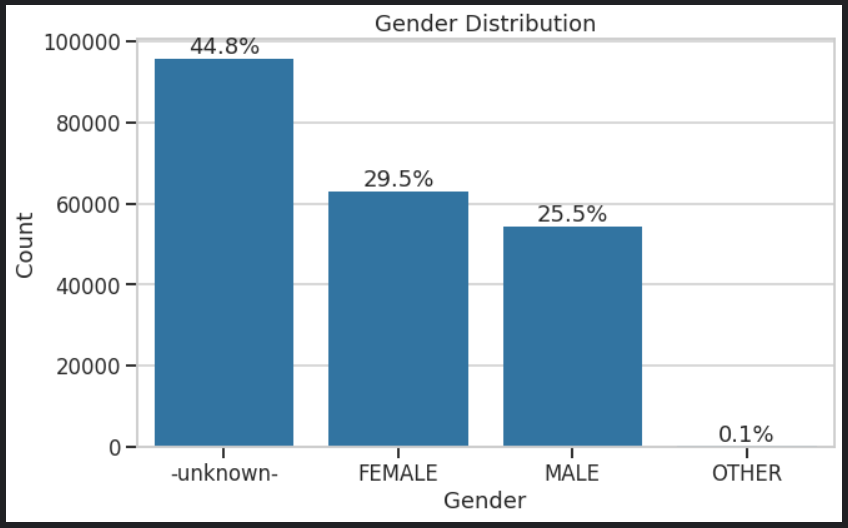 Gender Distribution
100000
80000
60000
40000
20000
0
Count
44.8%
29.5%
25.5%
0.1%
-unknown-
FEMALE
MALE
OTHER
Gender